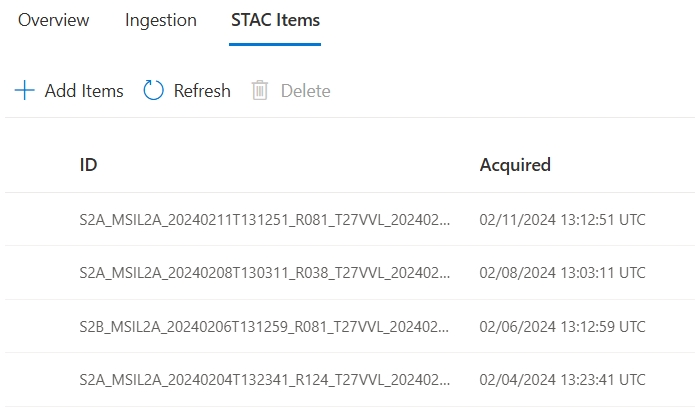 Overview Ingestion STAC Items
Add Items Refresh Delete
ID Acquired
S2A_MSIL2A_20240211T131251_R081_T27VVL_202402... 02/11/2024 13:12:51 UTC
S2A_MSIL2A_20240208T130311_R038_T27VVL_202402... 02/08/2024 13:03:11 UTC
S2B_MSIL2A_20240206T131259_R081_T27VVL_202402... 02/06/2024 13:12:59 UTC
S2A_MSIL2A_20240204T132341_R124_T27VVL_202402... 02/04/2024 13:23:41 UTC